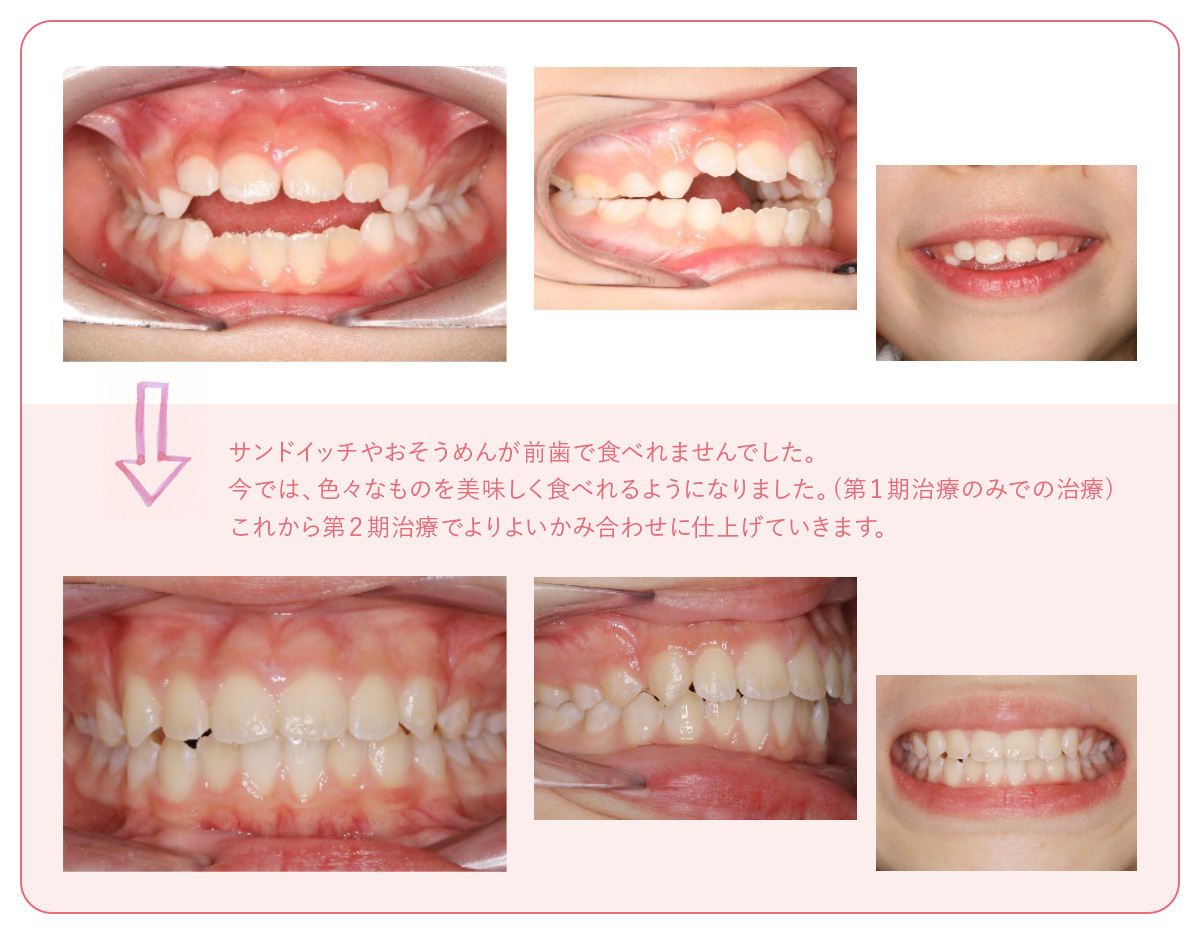 サンドイッチやおそうめんが前歯で食べれませんでした。
今では、色々なものを美味しく食べれるようになりました。（第１期治療のみでの治療）
これから第２期治療でよりよいかみ合わせに仕上げていきます。